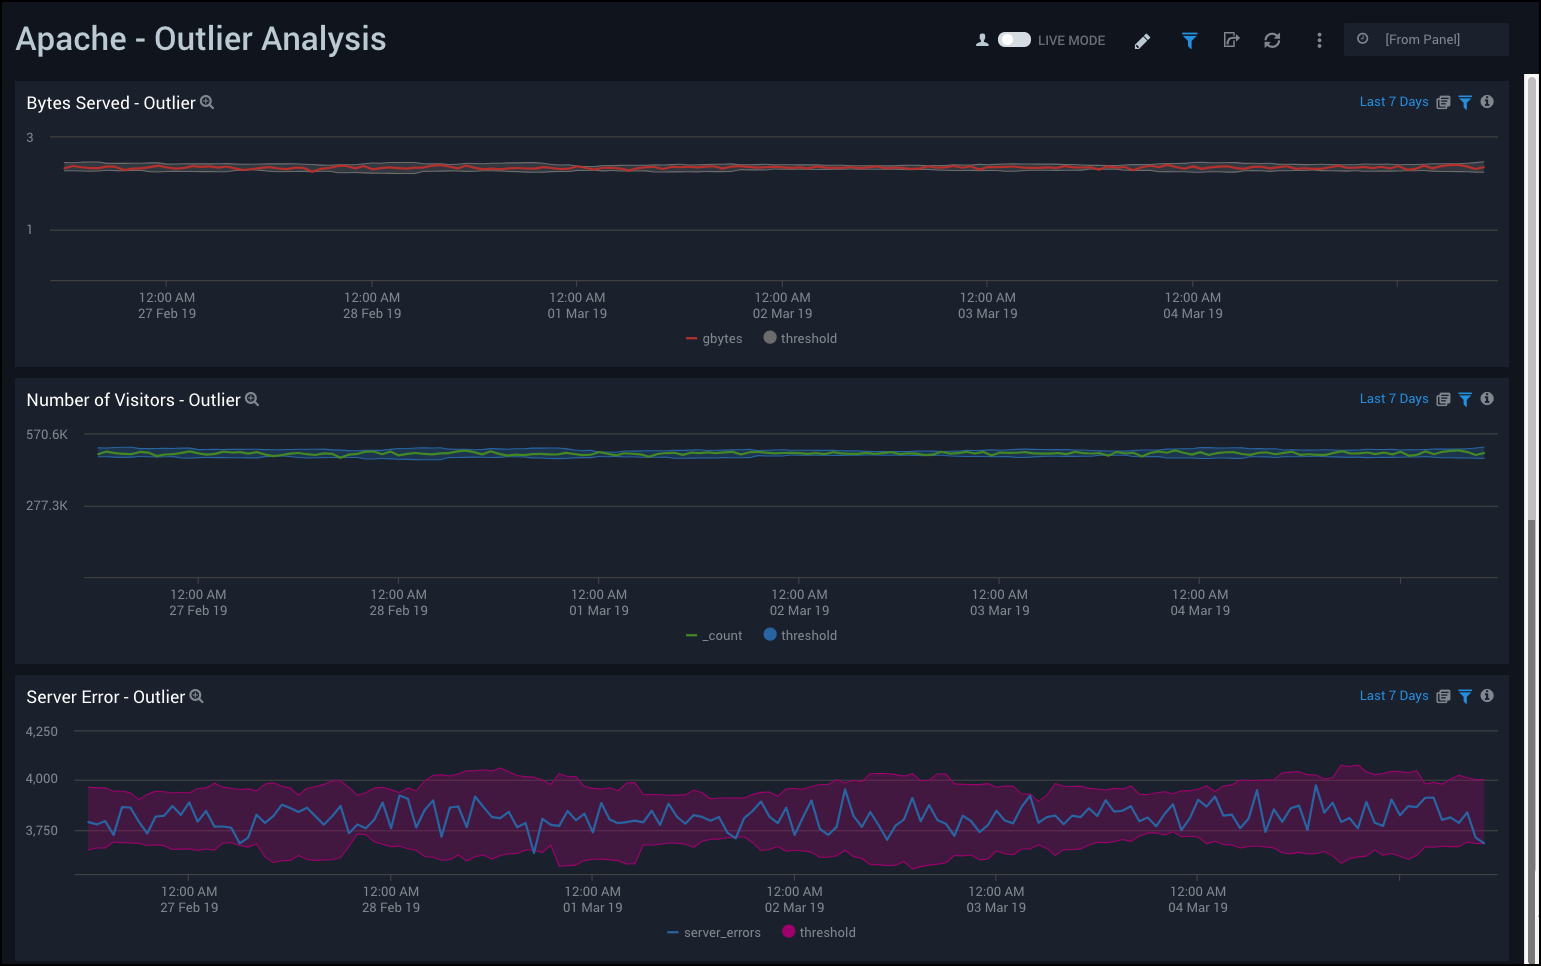 Apache - Outlier Analysis
LIVE MODE
[From Panel]
Bytes Served - Outlier
Last 7 Days
3
1
12:00 AM 12:00 AM 12:00 AM 12:00 AM 12:00 AM 12:00 AM
27 Feb 19 28 Feb 19 01 Mar 19 02 Mar 19 03 Mar 19 04 Mar 19
gbytes threshold
Number of Visitors - Outlier
Last 7 Days
570.6K
277.3K
12:00 AM 12:00 AM 12:00 AM 12:00 AM 12:00 AM 12:00 AM
27 Feb 19 28 Feb 19 01 Mar 19 02 Mar 19 03 Mar 19 04 Mar 19
_count threshold
Server Error - Outlier
Last 7 Days
4,250
4,000
3,750
12:00 AM 12:00 AM 12:00 AM 12:00 AM 12:00 AM 12:00 AM
27 Feb 19 28 Feb 19 01 Mar 19 02 Mar 19 03 Mar 19 04 Mar 19
server_errors threshold